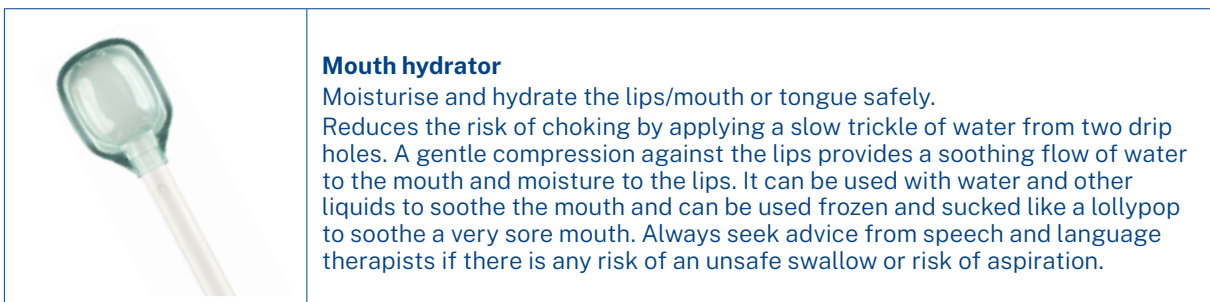 Mouth hydrator
Moisturise and hydrate the lips/mouth or tongue safely.
Reduces the risk of choking by applying a slow trickle of water from two drip
holes. A gentle compression against the lips provides a soothing flow of water
to the mouth and moisture to the lips. It can be used with water and other
liquids to soothe the mouth and can be used frozen and sucked like a lollypop
to soothe a very sore mouth. Always seek advice from speech and language
therapists if there is any risk of an unsafe swallow or risk of aspiration.